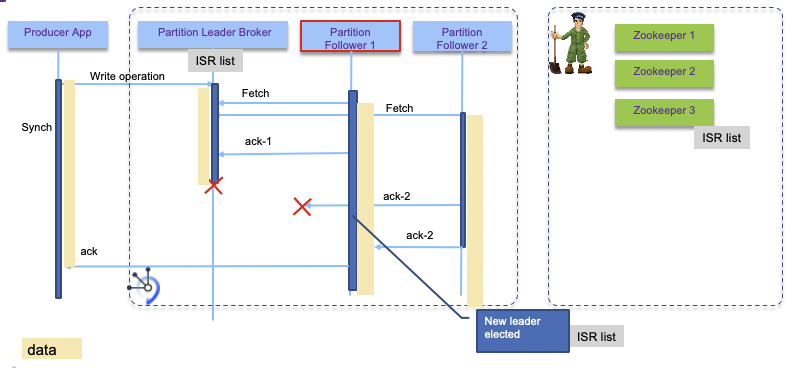 Producer App
Partition Leader Broker
Partition
Follower 1
Partition
Follower 2
Zookeeper 1
Zookeeper 2
Zookeeper 3
ISR list
ISR list
Write operation
Fetch
Fetch
Synch
ack-1
ack-2
ack-2
ack
New leader
elected
ISR list
data